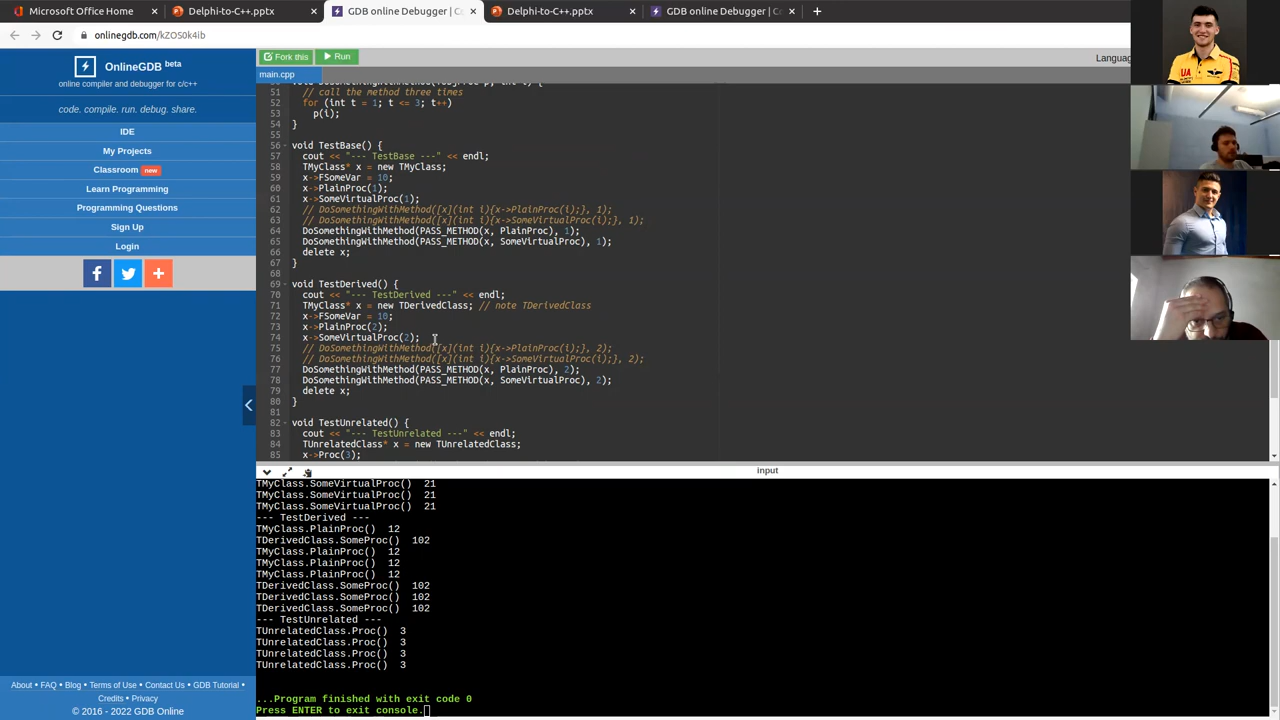 Microsoft Office Home
Delphi-to-C++.pptx
GDB online Debugger | C
Delphi-to-C++.pptx
GDB online Debugger | C
onlinegdb.com/kZOS0k4ib
OnlineGDB beta
online compiler and debugger for c/c++
code. compile. run. debug. share.
IDE
My Projects
Classroom new
Learn Programming
Programming Questions
Sign Up
Login
About • FAQ • Blog • Terms of Use • Contact Us • GDB Tutorial •
Credits • Privacy
© 2016 - 2022 GDB Online
Fork this Run Language
main.cpp
51 // call the method three times
52 for (int t = 1; t <= 3; t++)
53 p(i);
54 }
55
56 void TestBase() {
57 cout << "--- TestBase ---" << endl;
58 TMyClass* x = new TMyClass;
59 x->FSomeVar = 10;
60 x->PlainProc(1);
61 x->SomeVirtualProc(1);
62 // DoSomethingWithMethod([x](int i){x->PlainProc(i);}, 1);
63 // DoSomethingWithMethod([x](int i){x->SomeVirtualProc(i);}, 1);
64 DoSomethingWithMethod(PASS_METHOD(x, PlainProc), 1);
65 DoSomethingWithMethod(PASS_METHOD(x, SomeVirtualProc), 1);
66 delete x;
67 }
68
69 void TestDerived() {
70 cout << "--- TestDerived ---" << endl;
71 TMyClass* x = new TDerivedClass; // note TDerivedClass
72 x->FSomeVar = 10;
73 x->PlainProc(2);
74 x->SomeVirtualProc(2);
75 // DoSomethingWithMethod([x](int i){x->PlainProc(i);}, 2);
76 // DoSomethingWithMethod([x](int i){x->SomeVirtualProc(i);}, 2);
77 DoSomethingWithMethod(PASS_METHOD(x, PlainProc), 2);
78 DoSomethingWithMethod(PASS_METHOD(x, SomeVirtualProc), 2);
79 delete x;
80 }
81
82 void TestUnrelated() {
83 cout << "--- TestUnrelated ---" << endl;
84 TUnrelatedClass* x = new TUnrelatedClass;
85 x->Proc(3);
input
TMyClass.SomeVirtualProc() 21
TMyClass.SomeVirtualProc() 21
TMyClass.SomeVirtualProc() 21
--- TestDerived ---
TMyClass.PlainProc() 12
TDerivedClass.SomeProc() 102
TMyClass.PlainProc() 12
TMyClass.PlainProc() 12
TMyClass.PlainProc() 12
TDerivedClass.SomeProc() 102
TDerivedClass.SomeProc() 102
TDerivedClass.SomeProc() 102
--- TestUnrelated ---
TUnrelatedClass.Proc() 3
TUnrelatedClass.Proc() 3
TUnrelatedClass.Proc() 3
TUnrelatedClass.Proc() 3
...Program finished with exit code 0
Press ENTER to exit console.
UA